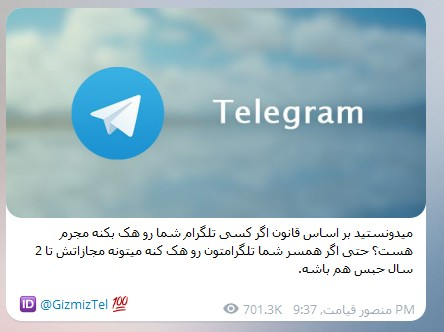 Telegram
میدونستید بر اساس قانون اگر کسی تلگرام شما رو هک بکنه مجرم
هست؟ حتی اگر همسر شما تلگرامتون رو هک کنه میتونه مجازاتش تا 2
سال حبس هم باشه.
🆔 @GizmizTel 💯
701.3K منصور قیامت, 9:37 PM